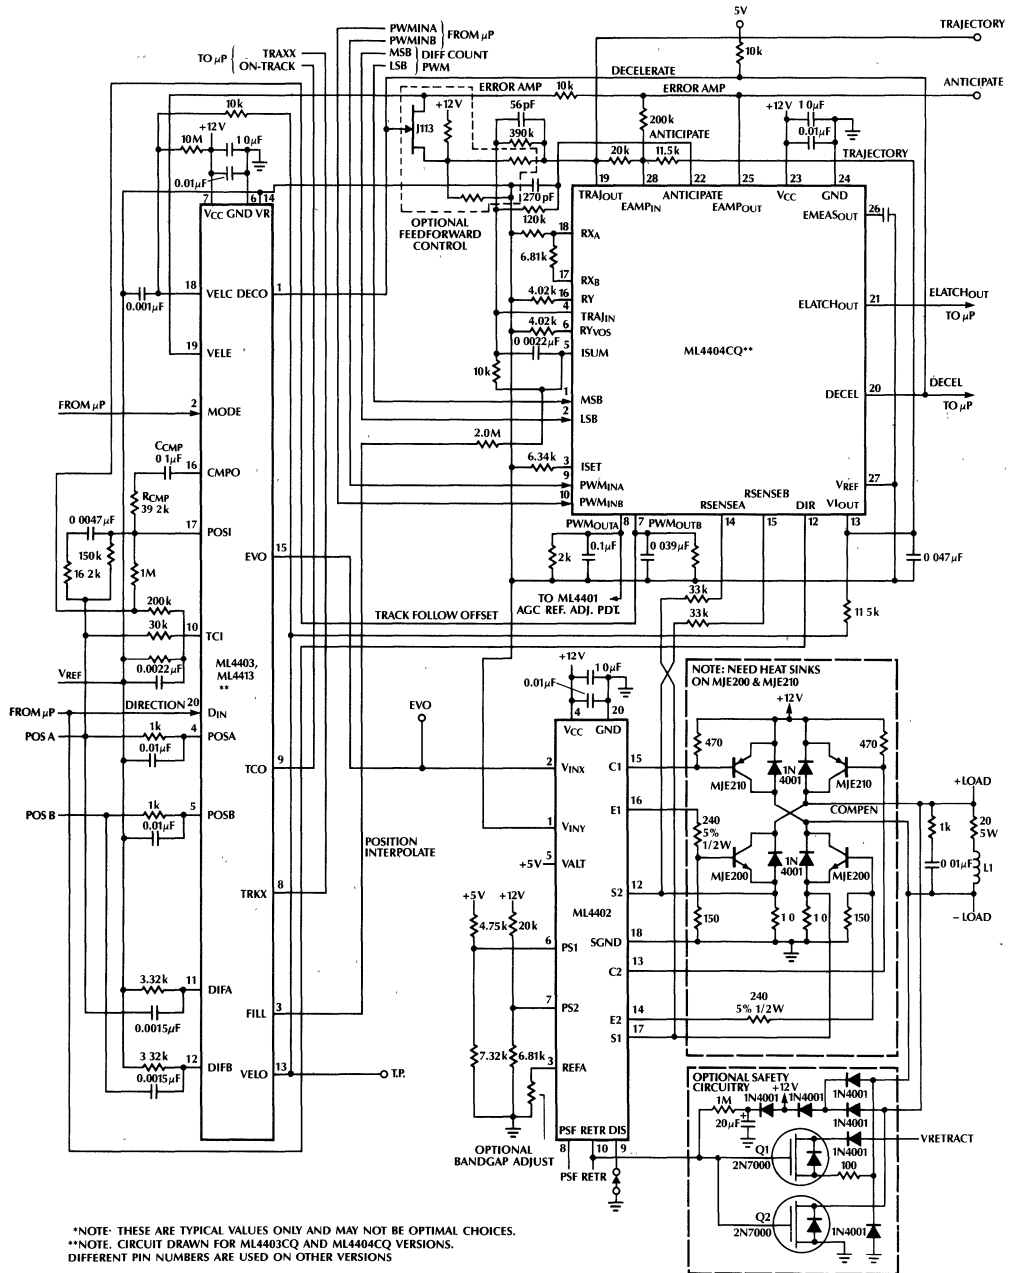 5V
TRAJECTORY
PWMINA
PWMINB
FROM µP
MSB
LSB
DIFF COUNT
PWM
TO µP
TRAXX
ON-TRACK
10k
DECELERATE
ERROR AMP
10k
ERROR AMP
ANTICIPATE
10k
+12V
J113
56pF
390k
200k
ANTICIPATE
+12V
1 0µF
0.01µF
+12V
10M
1 0µF
0.01µF
20k
11.5k
TRAJECTORY
7
6
14
VCC GND VR
270pF
120k
OPTIONAL
FEEDFORWARD
CONTROL
19
28
22
25
23
24
TRAJOUT
EAMPIN
ANTICIPATE
EAMPOUT
VCC
GND
EMEASOUT
26
18
RXA
6.81k
17
RXB
4.02k
16
RY
4
TRAJIN
4.02k
6
RYVOS
0 0022µF
5
ISUM
10k
ML4404CQ**
ELATCHOUT
21
ELATCHOUT
TO µP
DECEL
20
DECEL
TO µP
1
MSB
2
LSB
2.0M
6.34k
3
ISET
9
PWMINA
10
PWMINB
VREF
27
RSENSEB
RSENSEA
DIR
VIOUT
PWMOUTA
8
7
PWMOUTB
14
15
12
13
0.001µF
18
VELC DECO
1
19
VELE
FROM µP
2
MODE
CCMP
0 1µF
16
CMPO
RCMP
39 2k
0 0047µF
17
POSI
150k
16 2k
1M
EVO
15
200k
30k
10
TCI
0.0022µF
ML4403,
ML4413
**
VREF
FROM µP
DIRECTION
20
DIN
POS A
1k
0.01µF
4
POSA
TCO
9
POS B
1k
0.01µF
5
POSB
POSITION
INTERPOLATE
TRKX
8
3.32k
11
DIFA
0.0015µF
FILL
3
3 32k
12
DIFB
0.0015µF
VELO
13
T.P.
2k
0.1µF
0 039µF
0 047µF
TO ML4401
AGC REF. ADJ. PDT.
33k
33k
TRACK FOLLOW OFFSET
11 5k
+12V
1 0µF
0.01µF
4
20
VCC
GND
EVO
2
VINX
1
VINY
+5V
5
VALT
ML4402
+5V
+12V
4.75k
20k
6
PS1
7
PS2
7.32k
6.81k
3
REFA
OPTIONAL
BANDGAP ADJUST
PSF RETR DIS
8
10
9
PSF RETR
C1
15
E1
16
S2
12
SGND
18
C2
13
E2
14
S1
17
NOTE: NEED HEAT SINKS
ON MJE200 & MJE210
+12V
470
470
MJE210
1N
4001
MJE210
COMPEN
240
5%
1/2W
MJE200
1N
4001
MJE200
150
1 0
1 0
150
240
5% 1/2W
+LOAD
1k
20
5W
0 01µF
L1
−LOAD
OPTIONAL SAFETY
CIRCUITRY
+12V
1M
1N4001
1N4001
1N4001
1N4001
20µF
+
Q1
2N7000
1N4001
VRETRACT
100
Q2
2N7000
1N4001
*NOTE· THESE ARE TYPICAL VALUES ONLY AND MAY NOT BE OPTIMAL CHOICES.
**NOTE. CIRCUIT DRAWN FOR ML4403CQ AND ML4404CQ VERSIONS.
DIFFERENT PIN NUMBERS ARE USED ON OTHER VERSIONS